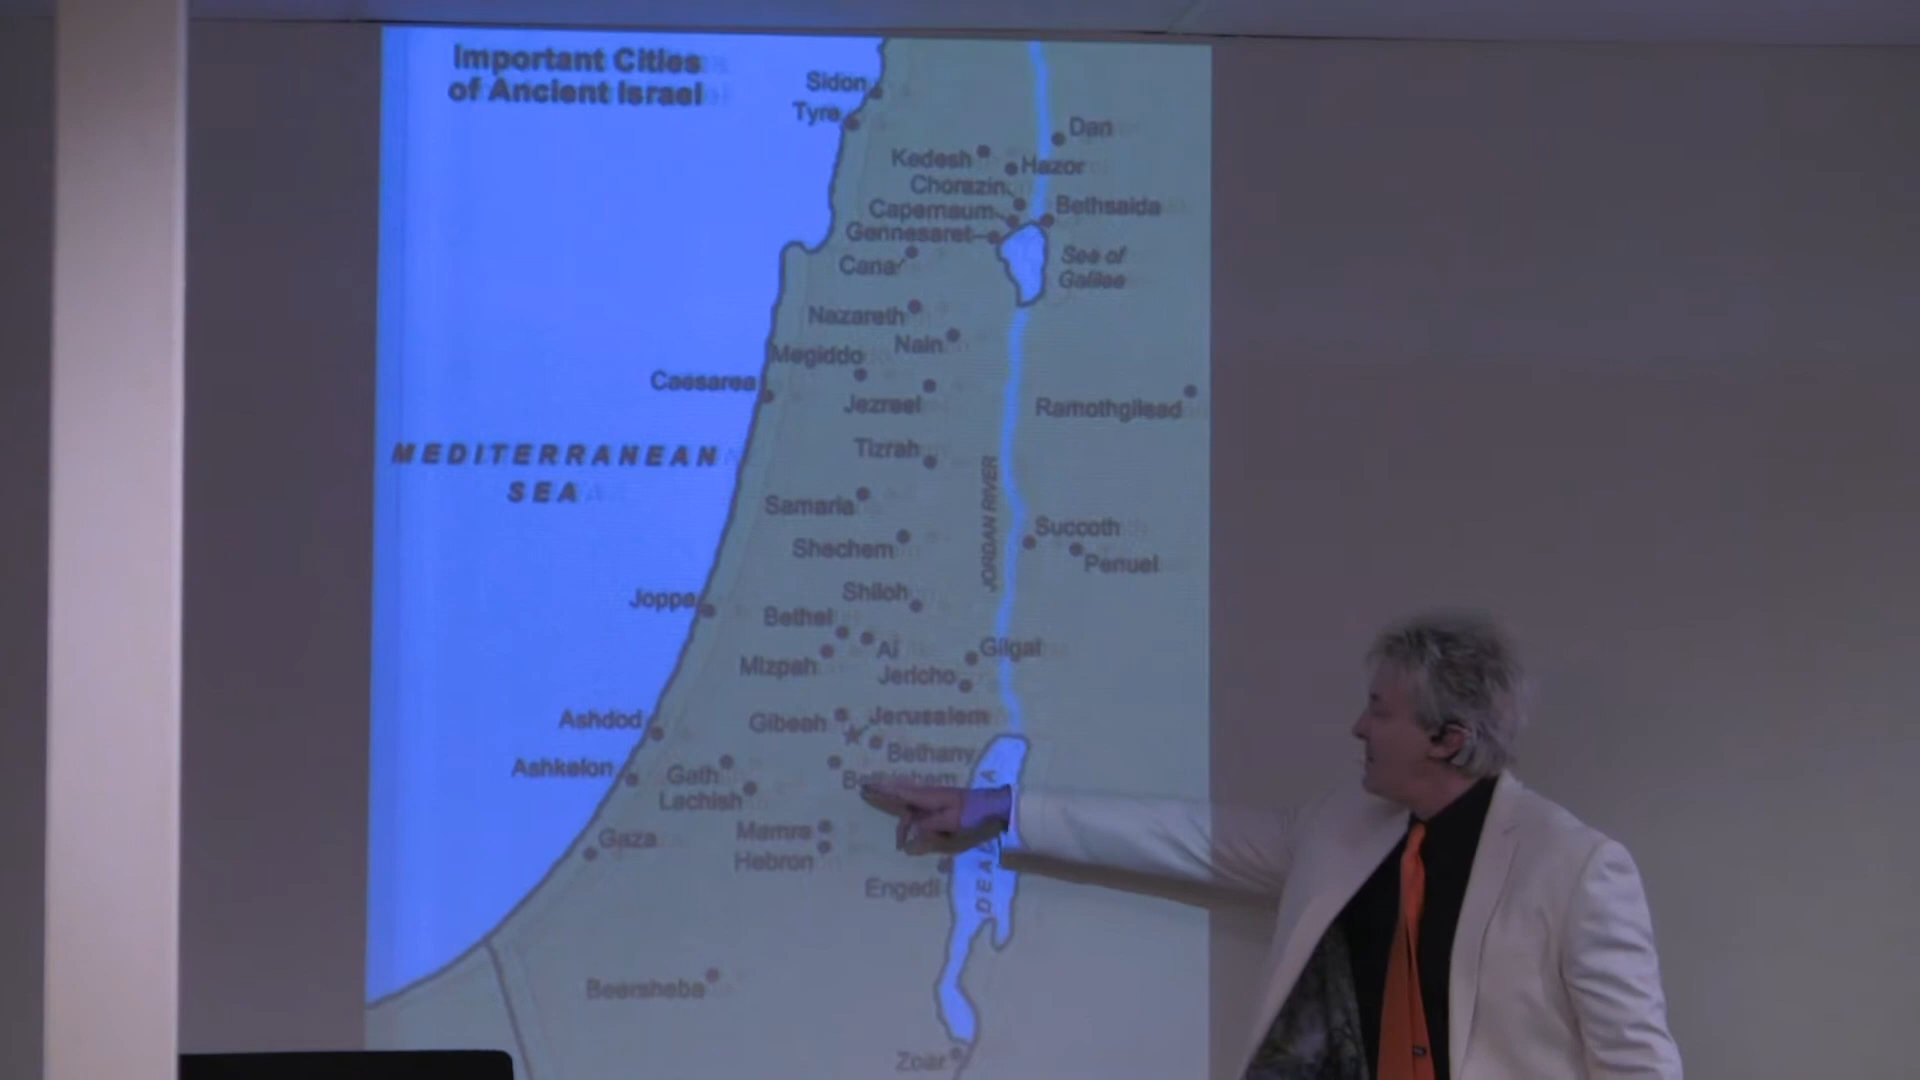 Important Cities
of Ancient Israel
Sidon
Tyre
Dan
Kedesh
Hazor
Chorazin
Capernaum
Bethsaida
Gennesaret
Sea of
Galilee
Cana
Nazareth
Nain
Megiddo
Caesarea
Jezreel
Ramothgilead
MEDITERRANEAN
SEA
Tizrah
JORDAN RIVER
Samaria
Succoth
Shechem
Penuel
Shiloh
Joppa
Bethel
Ai
Gilgal
Mizpah
Jericho
Ashdod
Gibeah
Jerusalem
Bethany
Ashkelon
Gath
Bethlehem
Lachish
Mamre
Gaza
Hebron
Engedi
DEAD
Beersheba
Zoar